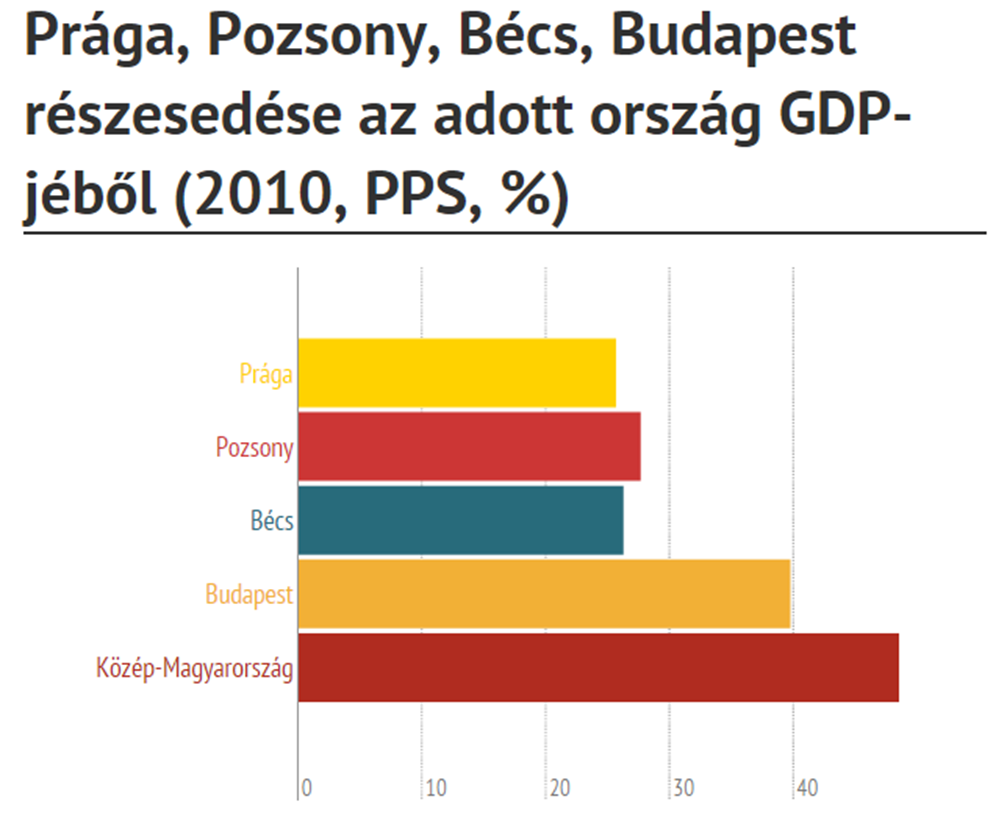 Prága, Pozsony, Bécs, Budapest
részesedése az adott ország GDP-
jéből (2010, PPS, %)
Prága
Pozsony
Bécs
Budapest
Közép-Magyarország
0 10 20 30 40